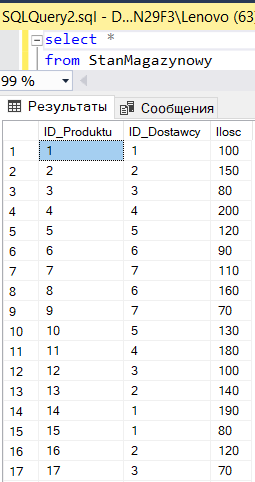 SQLQuery2.sql - D...N29F3\Lenovo (63)
select *
from StanMagazynowy
99 %
Результаты Сообщения
ID_Produktu ID_Dostawcy Ilosc
1 1 1 100
2 2 2 150
3 3 3 80
4 4 4 200
5 5 5 120
6 6 6 90
7 7 7 110
8 8 6 160
9 9 7 70
10 10 5 130
11 11 4 180
12 12 3 100
13 13 2 140
14 14 1 190
15 15 1 80
16 16 2 120
17 17 3 70